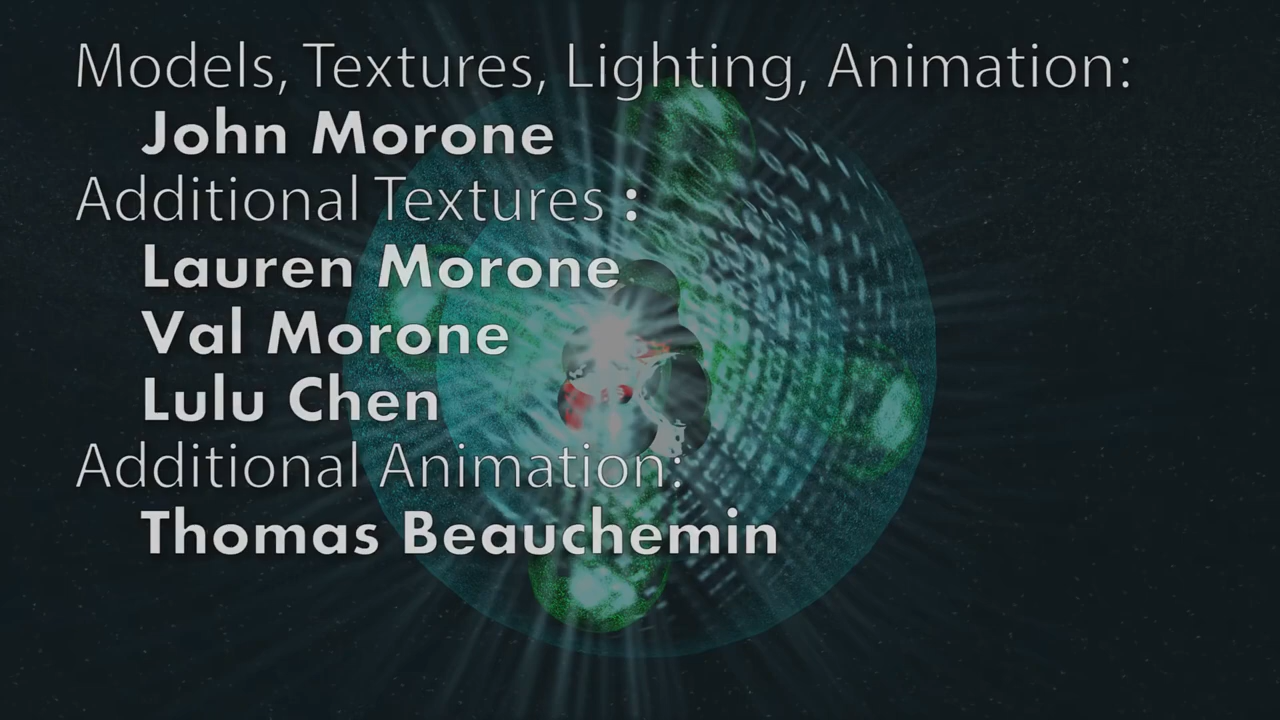 Models, Textures, Lighting, Animation:
John Morone
Additional Textures :
Lauren Morone
Val Morone
Lulu Chen
Additional Animation:
Thomas Beauchemin